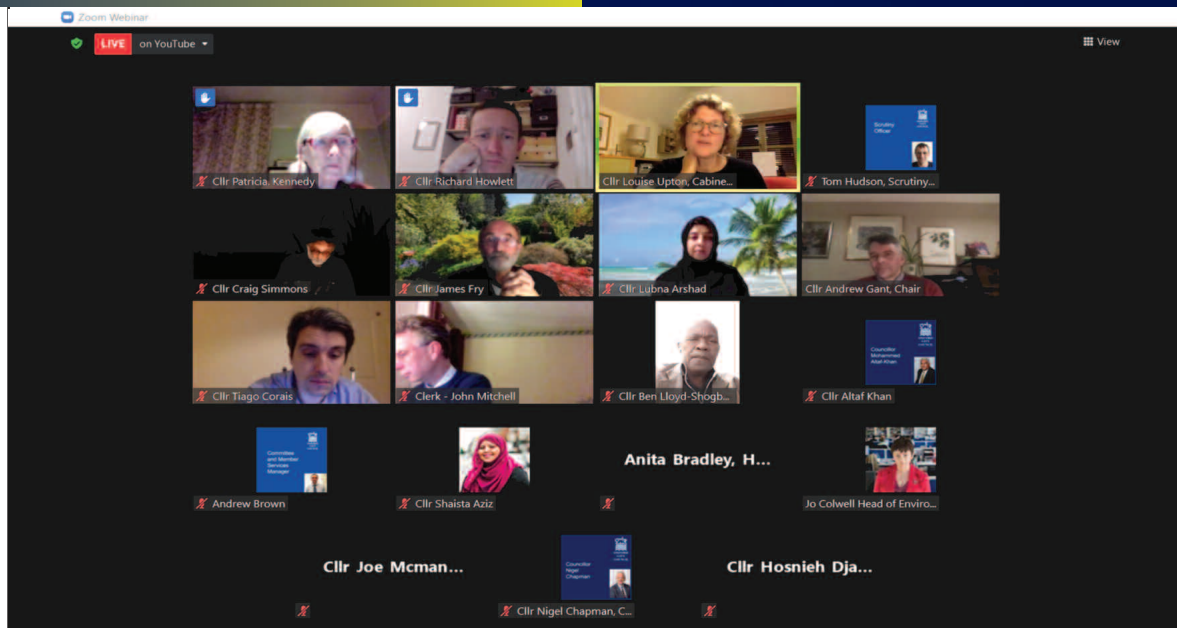 Zoom Webinar
LIVE on YouTube
View
Cllr Patricia. Kennedy
Cllr Richard Howlett
Cllr Louise Upton, Cabine...
Scrutiny
Officer
Tom Hudson, Scrutiny...
Cllr Craig Simmons
Cllr James Fry
Cllr Lubna Arshad
Cllr Andrew Gant, Chair
Cllr Tiago Corais
Clerk - John Mitchell
Cllr Ben Lloyd-Shogb...
Councillor
Mohammed
Altaf Khan
Cllr Altaf Khan
Committee
and Member
Services
Manager
Andrew Brown
Cllr Shaista Aziz
Anita Bradley, H...
Jo Colwell Head of Enviro...
Cllr Joe Mcman...
Councillor
Nigel
Chapman
Cllr Nigel Chapman, C...
Cllr Hosnieh Dja...